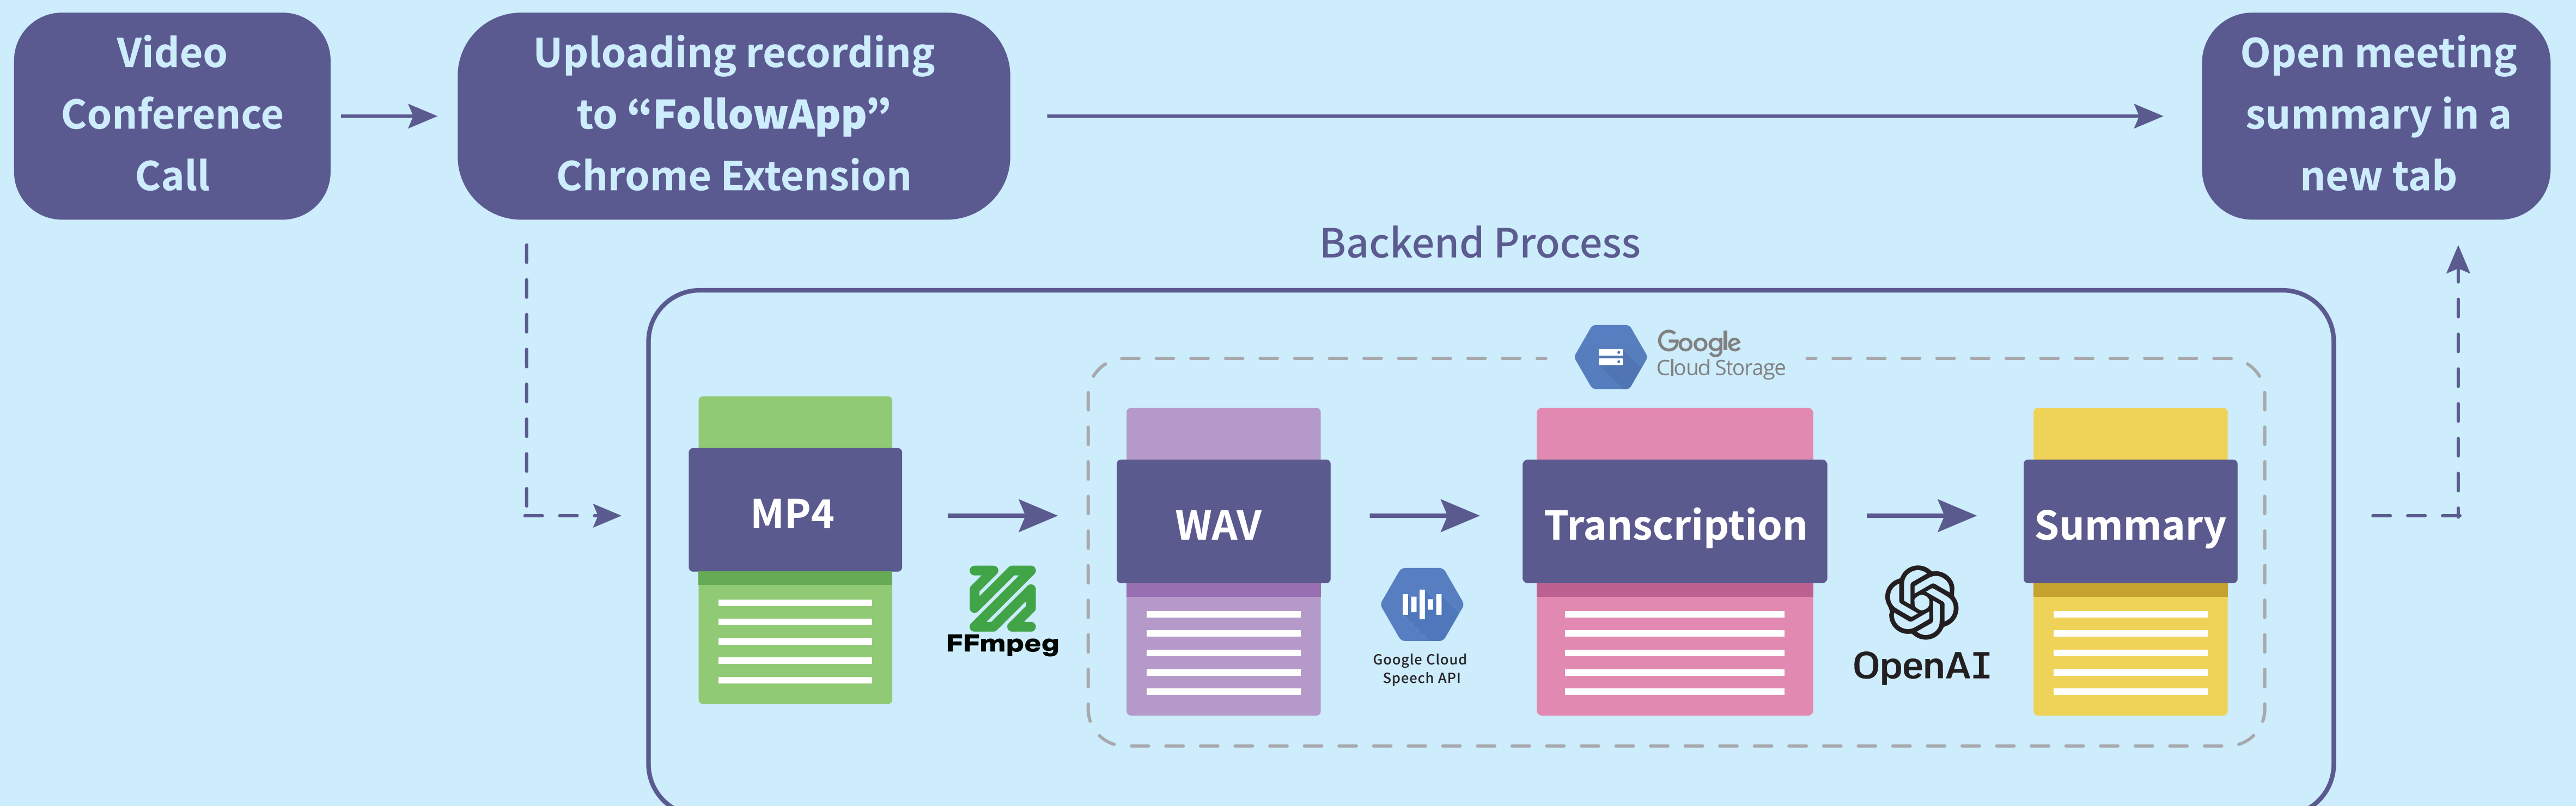 Video
Conference
Call
Uploading recording
to “FollowApp”
Chrome Extension
Open meeting
summary in a
new tab
Backend Process
Google
Cloud Storage
MP4
WAV
Transcription
Summary
FFmpeg
Google Cloud
Speech API
OpenAI